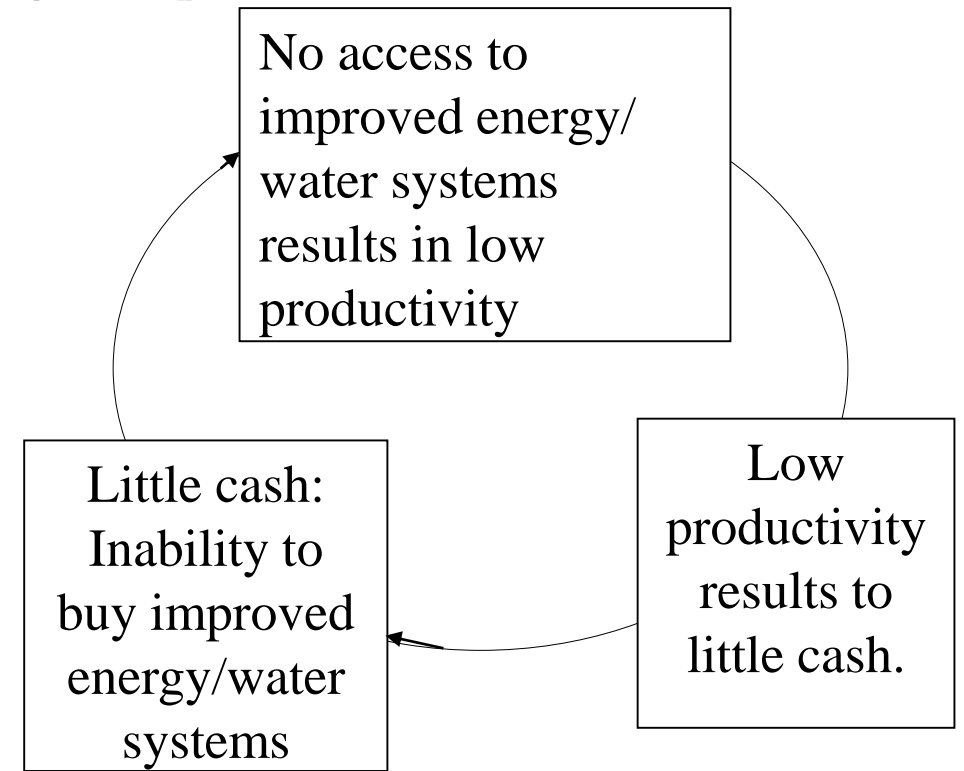 No access to
improved energy/
water systems
results in low
productivity
Low
productivity
results to
little cash.
Little cash:
Inability to
buy improved
energy/water
systems